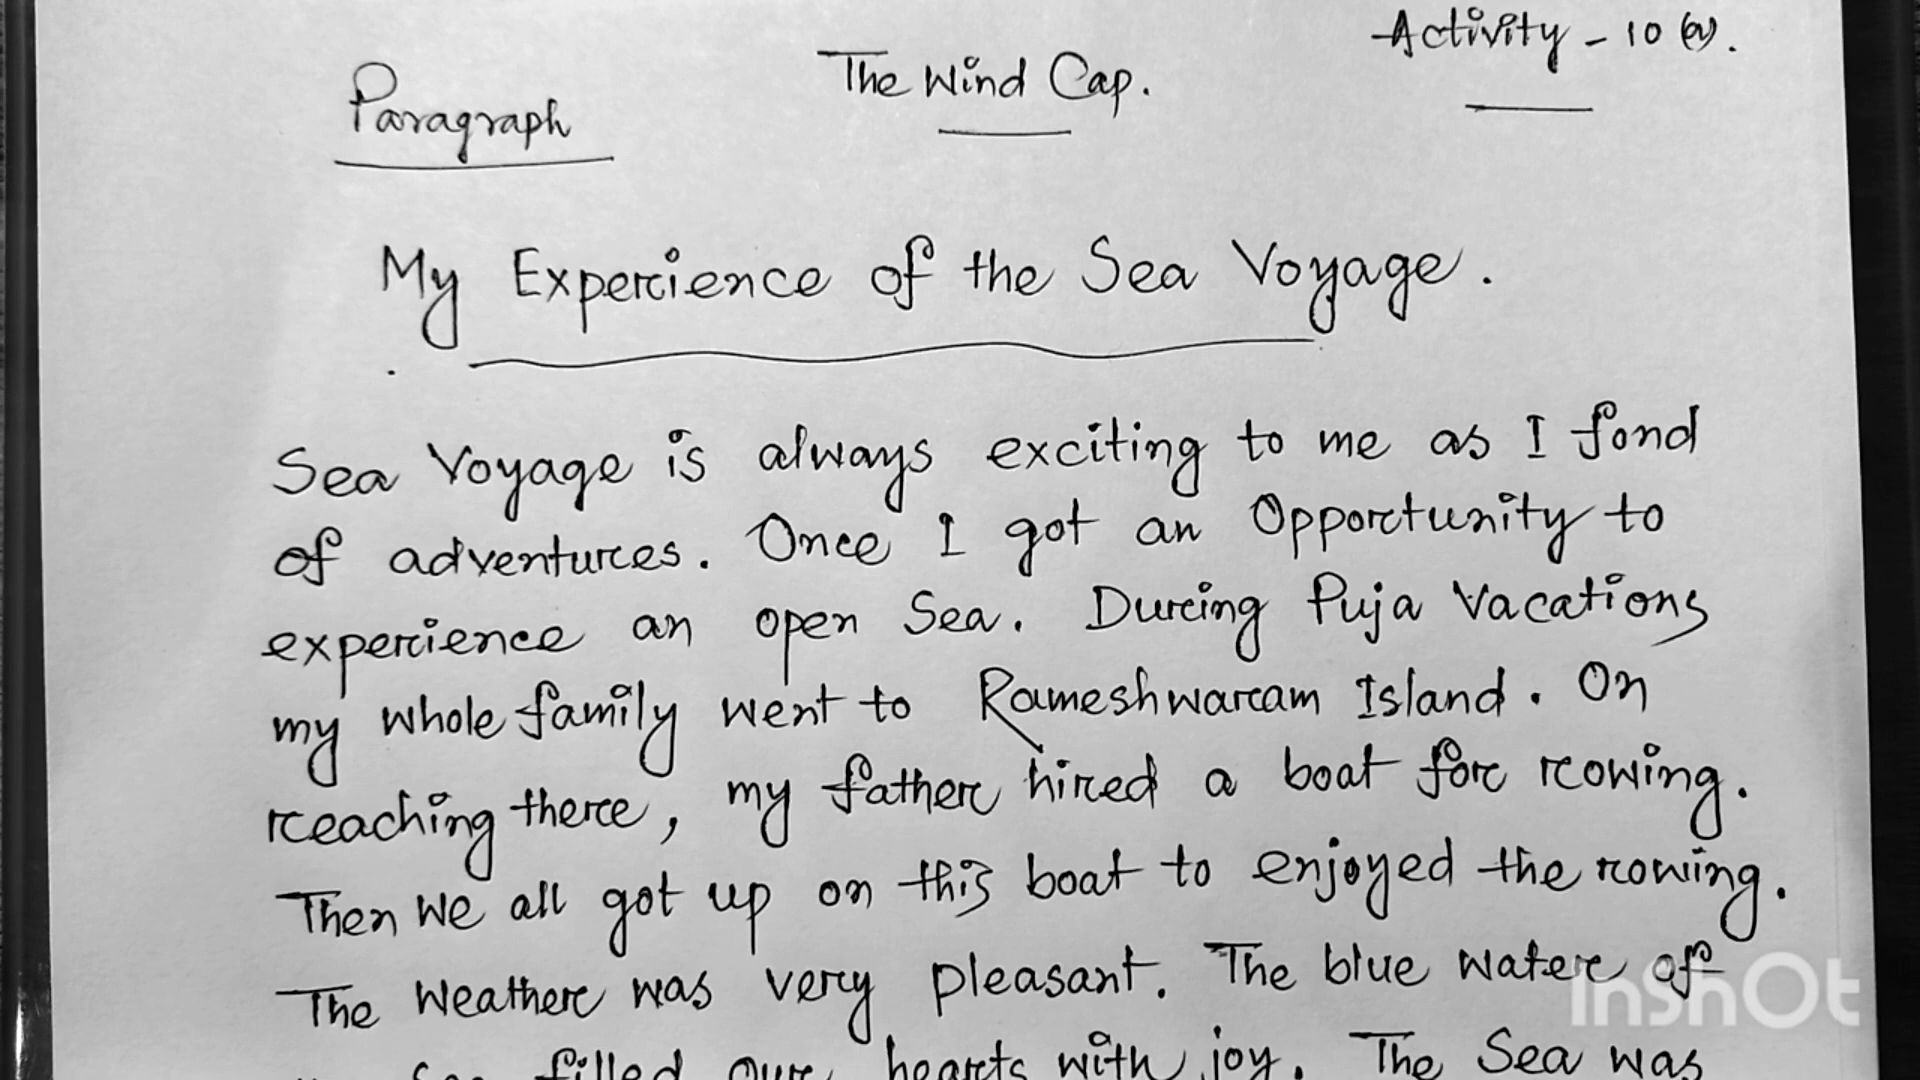 Activity - 10 (a).
The Wind Cap.
Paragraph
My Experience of the Sea Voyage.
Sea Voyage is always exciting to me as I fond
of adventures. Once I got an Opportunity to
experience an open Sea. During Puja Vacations
my whole family went to Rameshwaram Island. On
reaching there, my father hired a boat for rowing.
Then we all got up on this boat to enjoyed the rowing.
The Weather was very pleasant. The blue water of
Sea filled our hearts with joy. The Sea was
InShOt